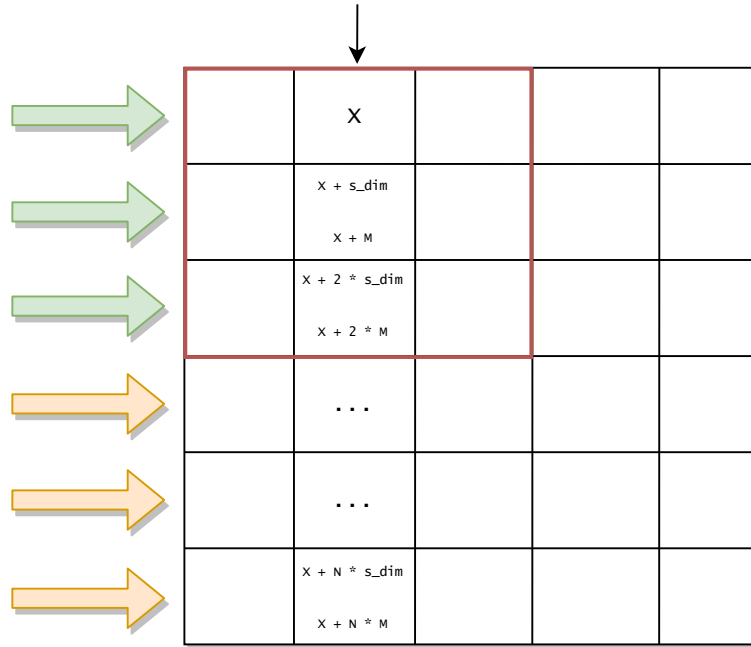 X
X + s_dim
X + M
X + 2 * s_dim
X + 2 * M
...
...
X + N * s_dim
X + N * M